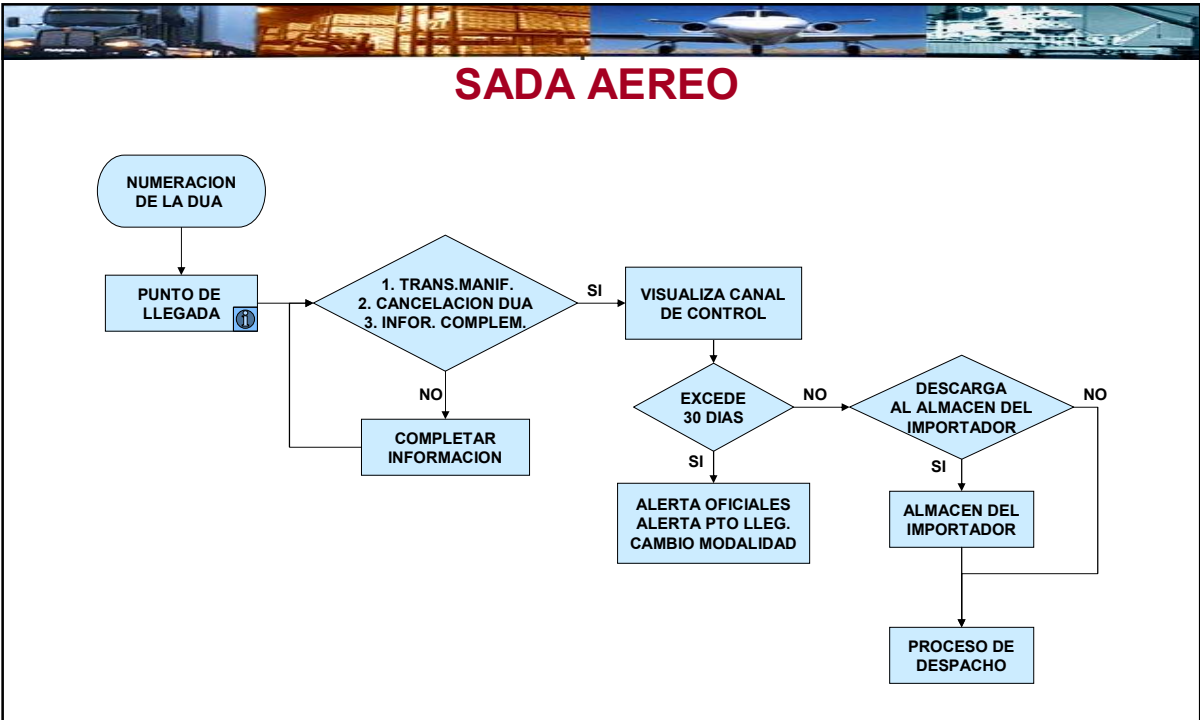 SADA AEREO
NUMERACION
DE LA DUA
PUNTO DE
LLEGADA
1. TRANS.MANIF.
2. CANCELACION DUA
3. INFOR. COMPLEM.
SI
NO
COMPLETAR
INFORMACION
VISUALIZA CANAL
DE CONTROL
EXCEDE
30 DIAS
NO
SI
ALERTA OFICIALES
ALERTA PTO LLEG.
CAMBIO MODALIDAD
DESCARGA
AL ALMACEN DEL
IMPORTADOR
NO
SI
ALMACEN DEL
IMPORTADOR
PROCESO DE
DESPACHO